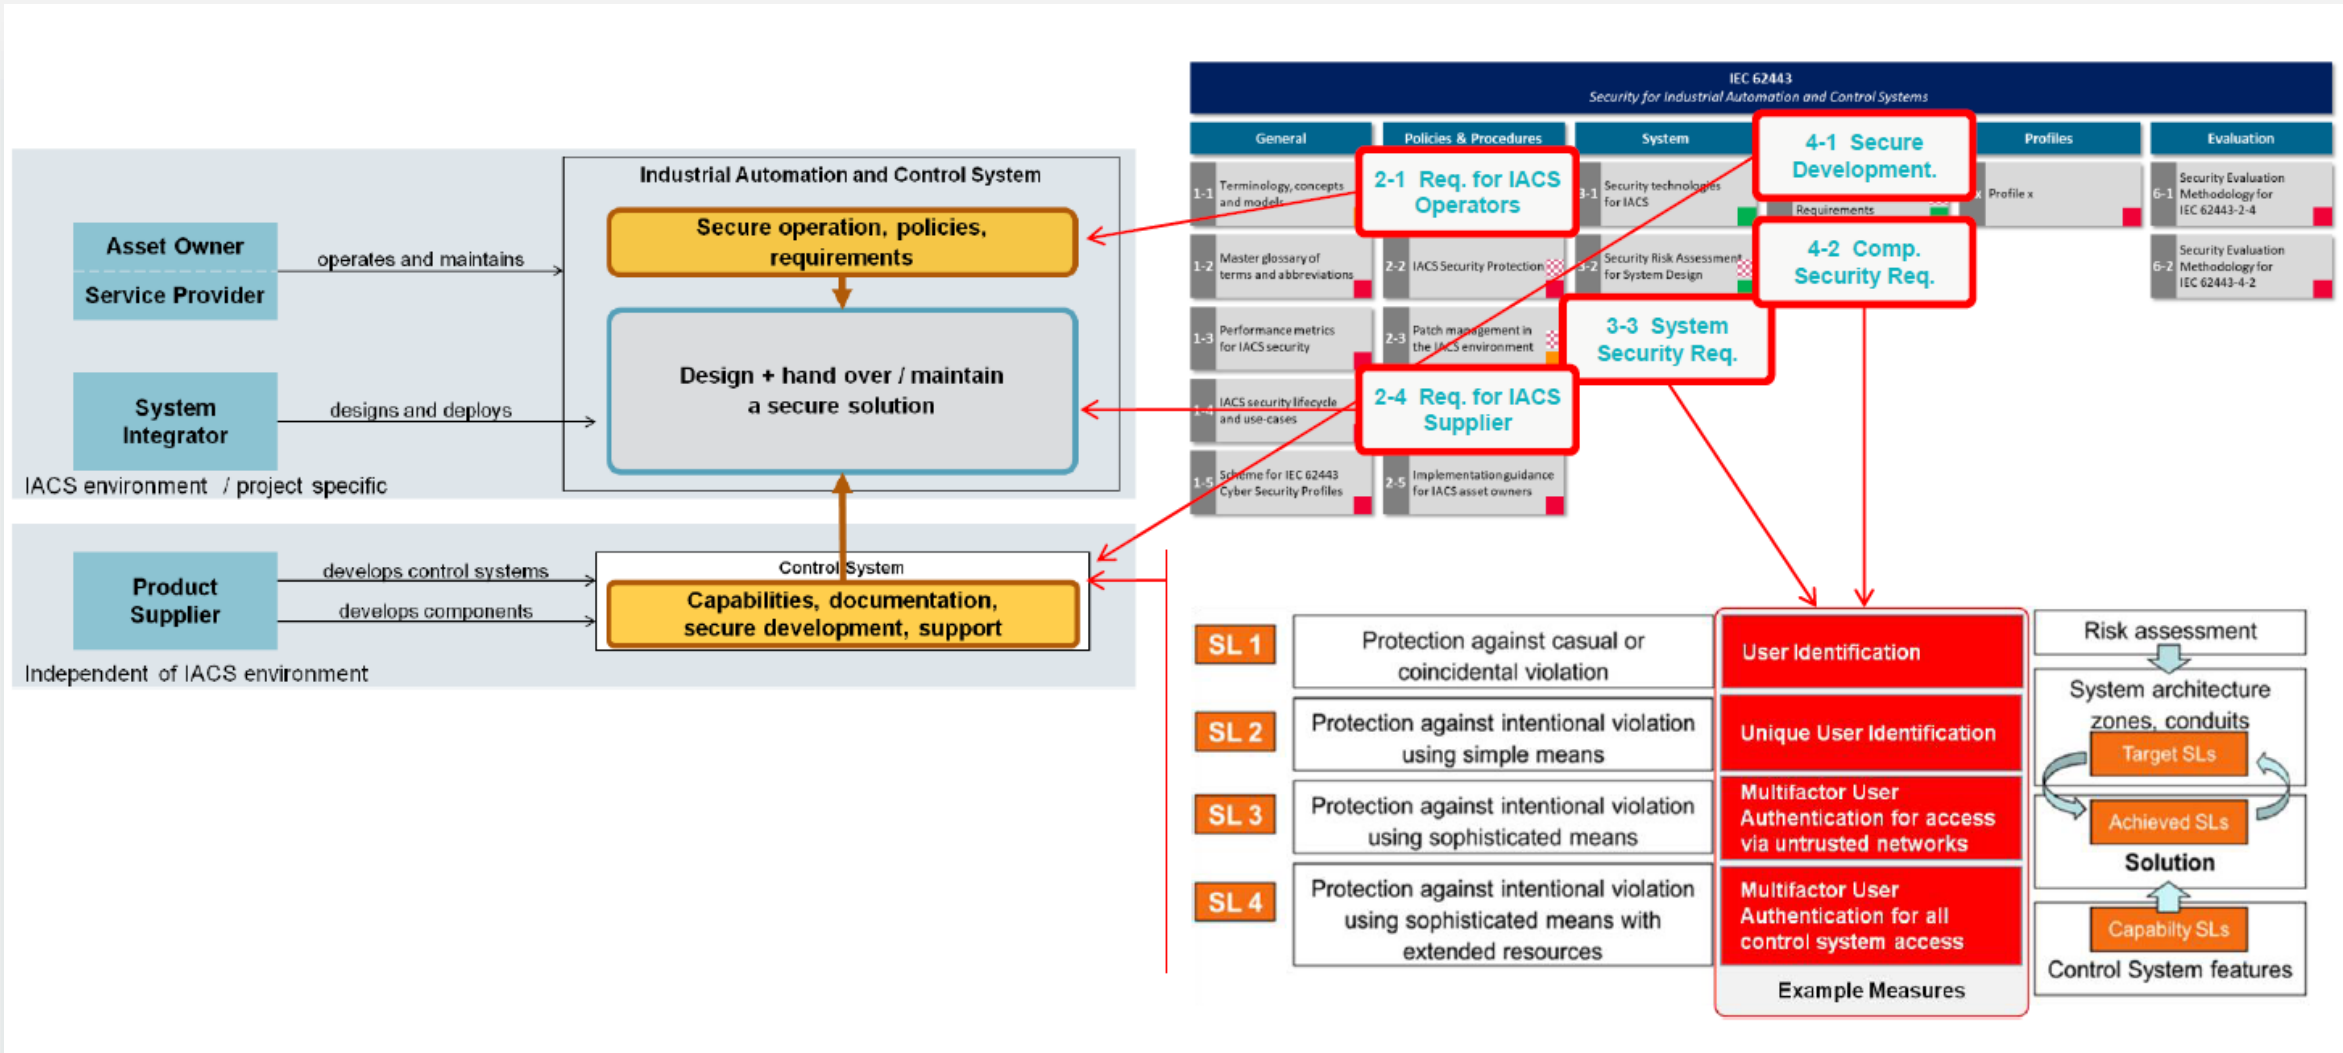 Industrial Automation and Control System
Secure operation, policies,
requirements
Asset Owner
Service Provider
operates and maintains
Design + hand over / maintain
a secure solution
System
Integrator
designs and deploys
IACS environment / project specific
Product
Supplier
develops control systems
develops components
Control System
Capabilities, documentation,
secure development, support
Independent of IACS environment
IEC 62443
Security for Industrial Automation and Control Systems
General
1-1
Terminology, concepts
and models
1-2
Master glossary of
terms and abbreviations
1-3
Performance metrics
for IACS security
1-4
IACS security lifecycle
and use-cases
1-5
Scheme for IEC 62443
Cyber Security Profiles
Policies & Procedures
2-1 Req. for IACS
Operators
2-2
IACS Security Protection
2-3
Patch management in
the IACS environment
2-4 Req. for IACS
Supplier
2-5
Implementation guidance
for IACS asset owners
System
3-1
Security technologies
for IACS
3-2
Security Risk Assessment
for System Design
3-3 System
Security Req.
4-1 Secure
Development.
Requirements
4-2 Comp.
Security Req.
Profiles
x
Profile x
Evaluation
6-1
Security Evaluation
Methodology for
IEC 62443-2-4
6-2
Security Evaluation
Methodology for
IEC 62443-4-2
SL 1
Protection against casual or
coincidental violation
User Identification
SL 2
Protection against intentional violation
using simple means
Unique User Identification
SL 3
Protection against intentional violation
using sophisticated means
Multifactor User
Authentication for access
via untrusted networks
SL 4
Protection against intentional violation
using sophisticated means with
extended resources
Multifactor User
Authentication for all
control system access
Example Measures
Risk assessment
System architecture
zones, conduits
Target SLs
Achieved SLs
Solution
Capabilty SLs
Control System features